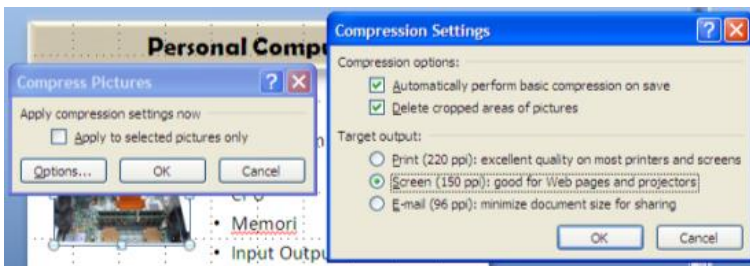 Personal Compu
Compress Pictures
Apply compression settings now
Apply to selected pictures only
Options...
OK
Cancel
CPU
• Memori
• Input Outpu
Compression Settings
Compression options:
Automatically perform basic compression on save
Delete cropped areas of pictures
Target output:
Print (220 ppi): excellent quality on most printers and screens
Screen (150 ppi): good for Web pages and projectors
E-mail (96 ppi): minimize document size for sharing
OK
Cancel